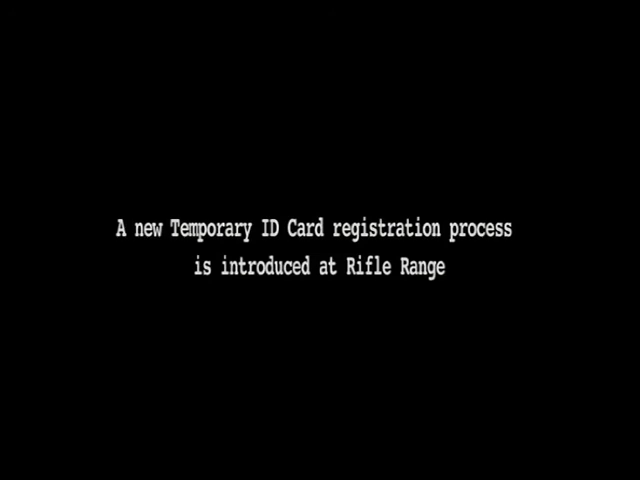 A new Temporary ID Card registration process
is introduced at Rifle Range